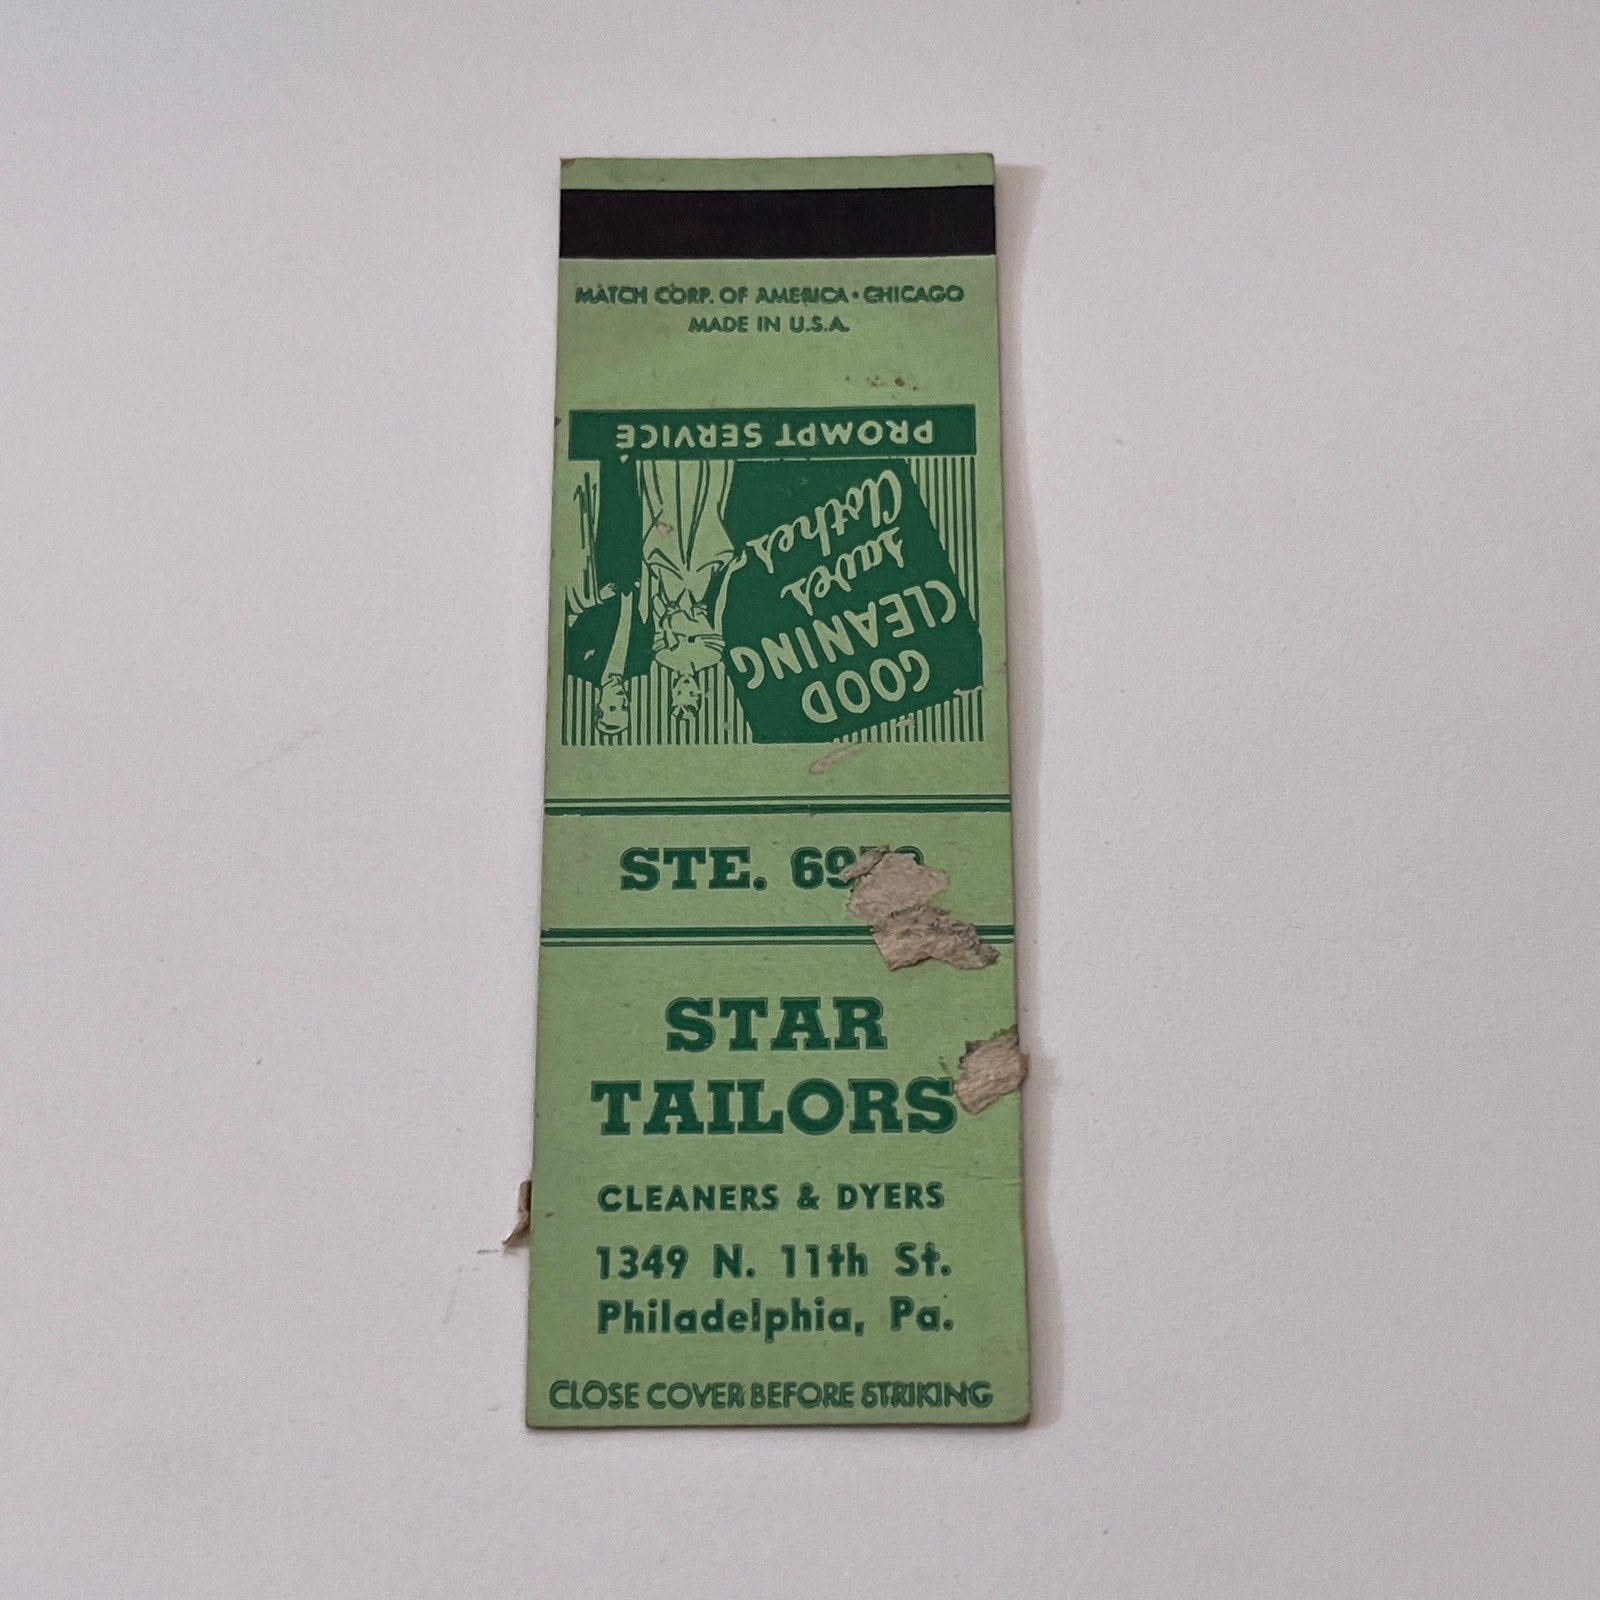 MATCH CORP. OF AMERICA • CHICAGO
MADE IN U.S.A.
GOOD
CLEANING
saves
Clothes
PROMPT SERVICE
STE.
STAR
TAILORS
CLEANERS & DYERS
1349 N. 11th St.
Philadelphia, Pa.
CLOSE COVER BEFORE STRIKING